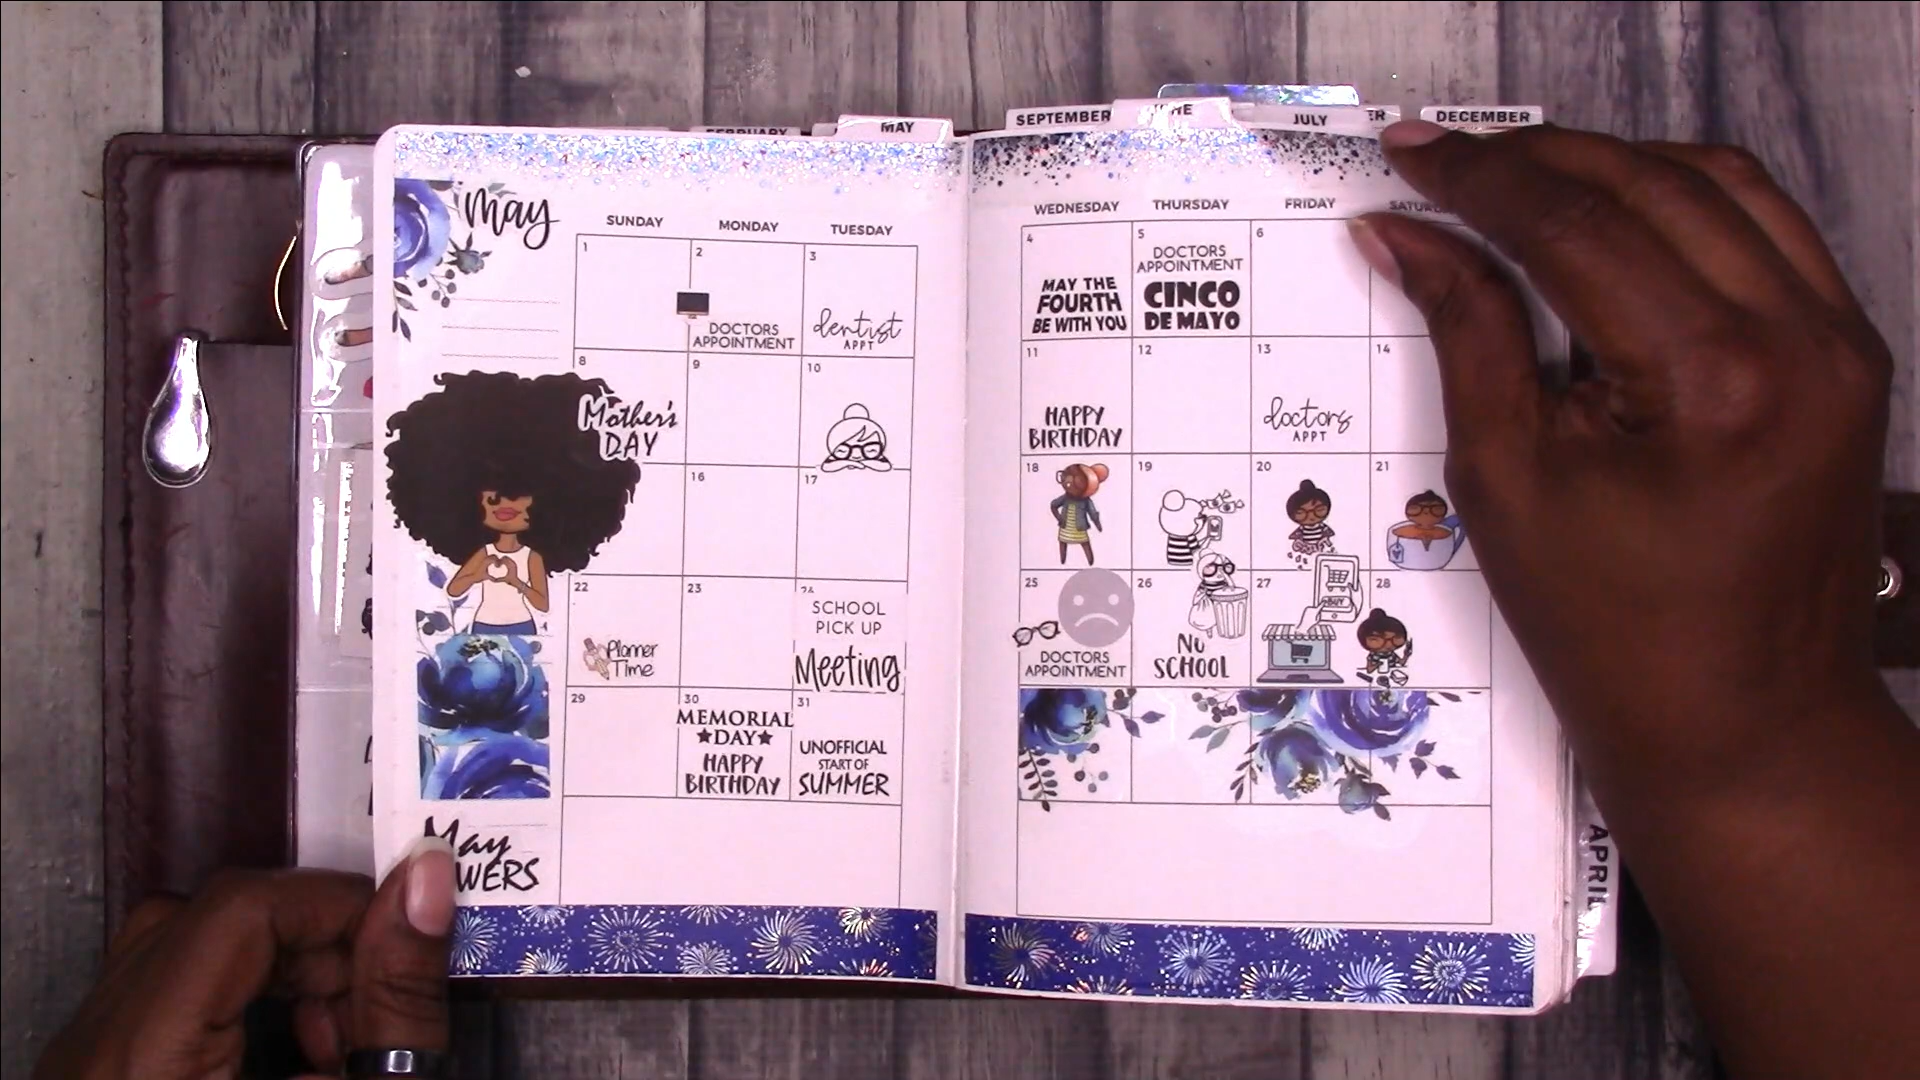 FEBRUARY
MAY
SEPTEMBER
JULY
ER
DECEMBER
May
SUNDAY
MONDAY
TUESDAY
WEDNESDAY
THURSDAY
FRIDAY
1
2
DOCTORS
APPOINTMENT
3
dentist
APPT
4
MAY THE
FOURTH
BE WITH YOU
5
DOCTORS
APPOINTMENT
CINCO
DE MAYO
6
8
Mother's
DAY
9
10
11
HAPPY
BIRTHDAY
12
13
doctors
APPT
14
16
17
18
19
20
21
22
Planner
Time
23
24
SCHOOL
PICK UP
Meeting
25
DOCTORS
APPOINTMENT
26
No
SCHOOL
27
BUY
28
29
30
MEMORIAL
DAY
HAPPY
BIRTHDAY
31
UNOFFICIAL
START OF
SUMMER
May
WERS
APRIL